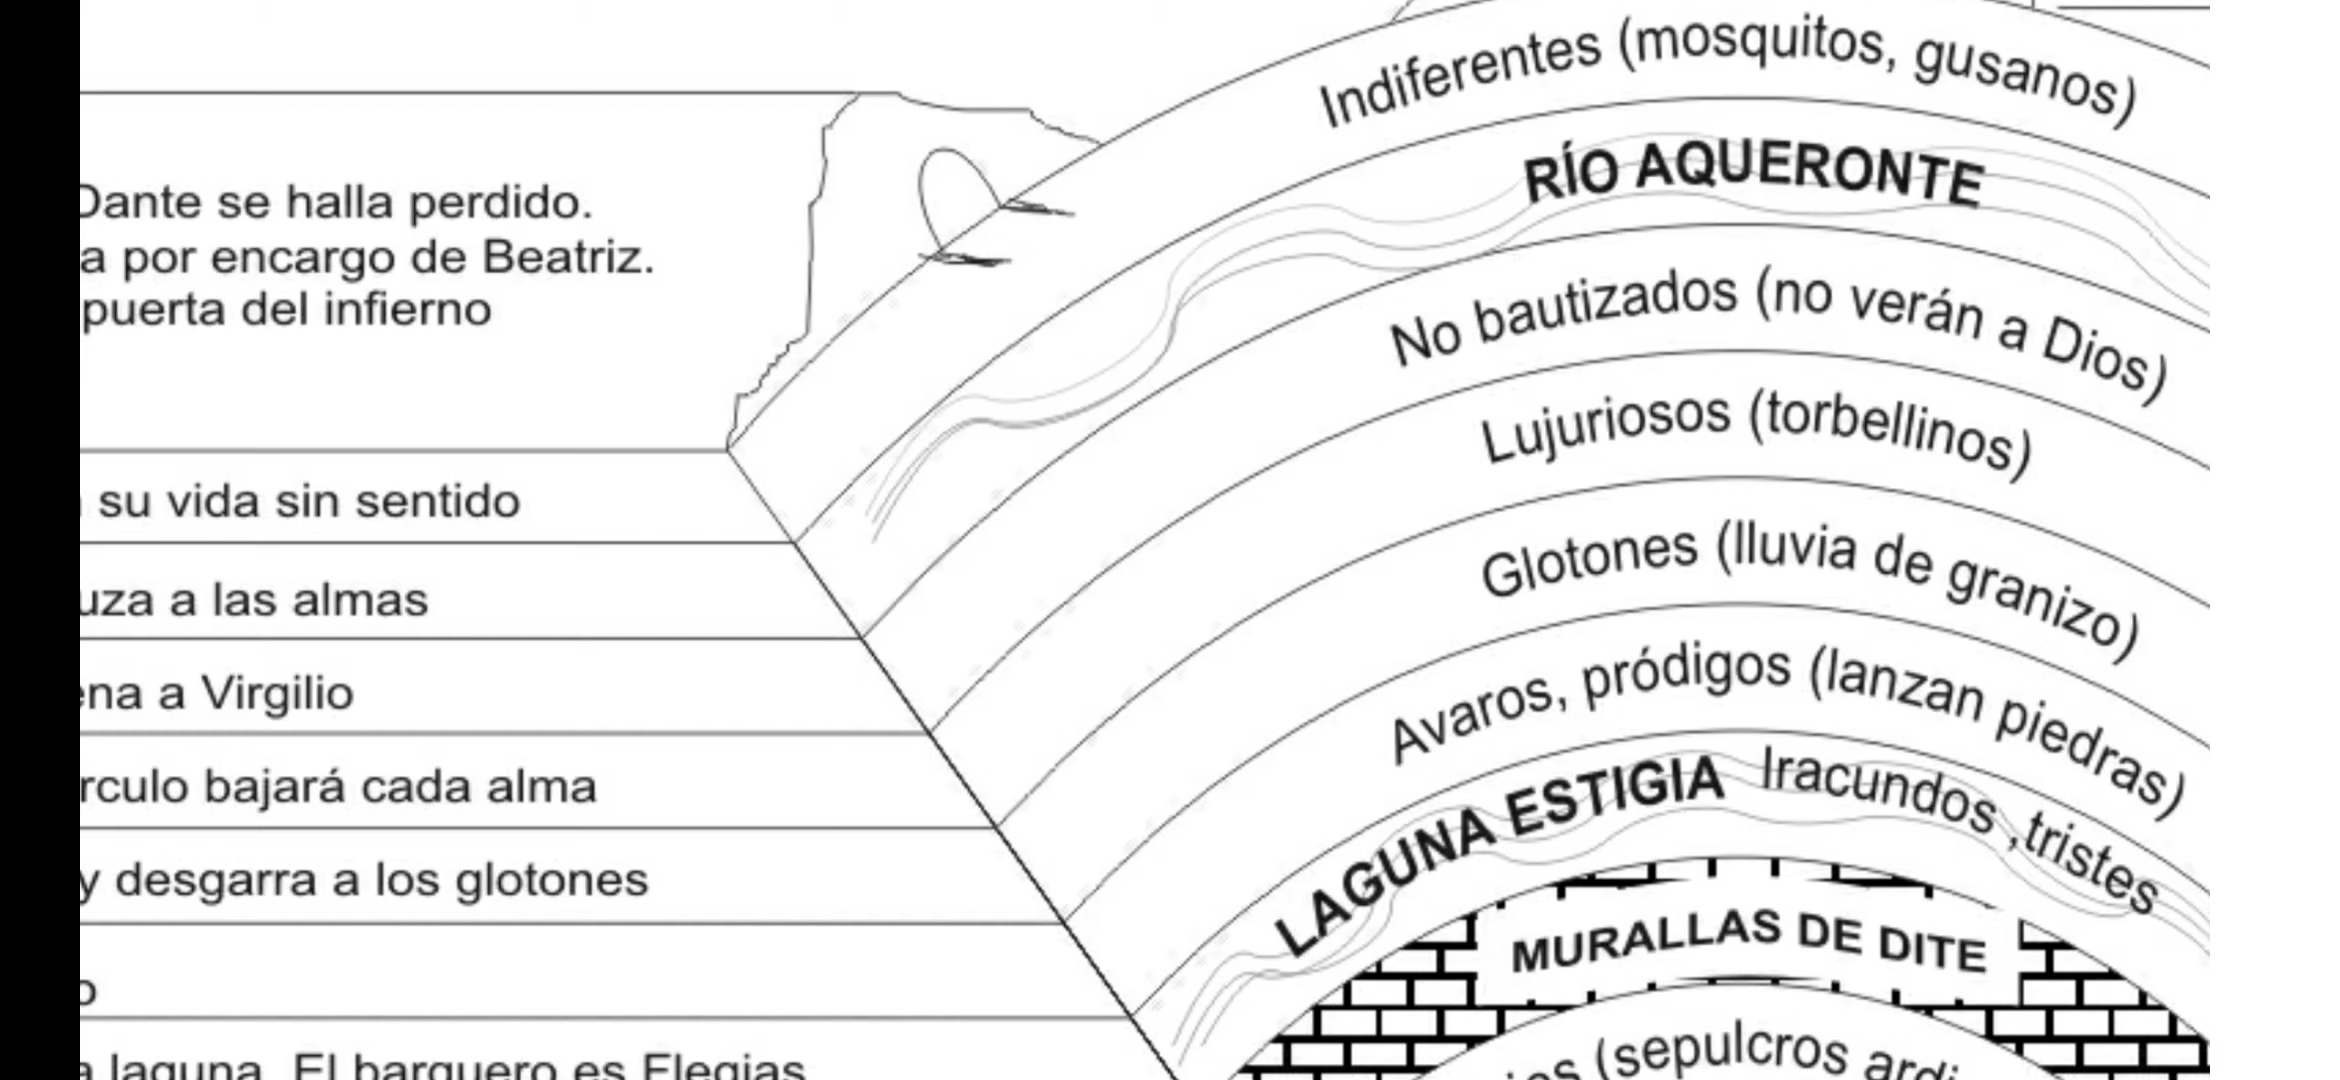 Dante se halla perdido.
a por encargo de Beatriz.
puerta del infierno
su vida sin sentido
uza a las almas
ena a Virgilio
rculo bajará cada alma
y desgarra a los glotones
o
a laguna. El barquero es Flegias
Indiferentes (mosquitos, gusanos)
RÍO AQUERONTE
No bautizados (no verán a Dios)
Lujuriosos (torbellinos)
Glotones (lluvia de granizo)
Avaros, pródigos (lanzan piedras)
LAGUNA ESTIGIA Iracundos ,tristes
MURALLAS DE DITE
(sepulcros ardi